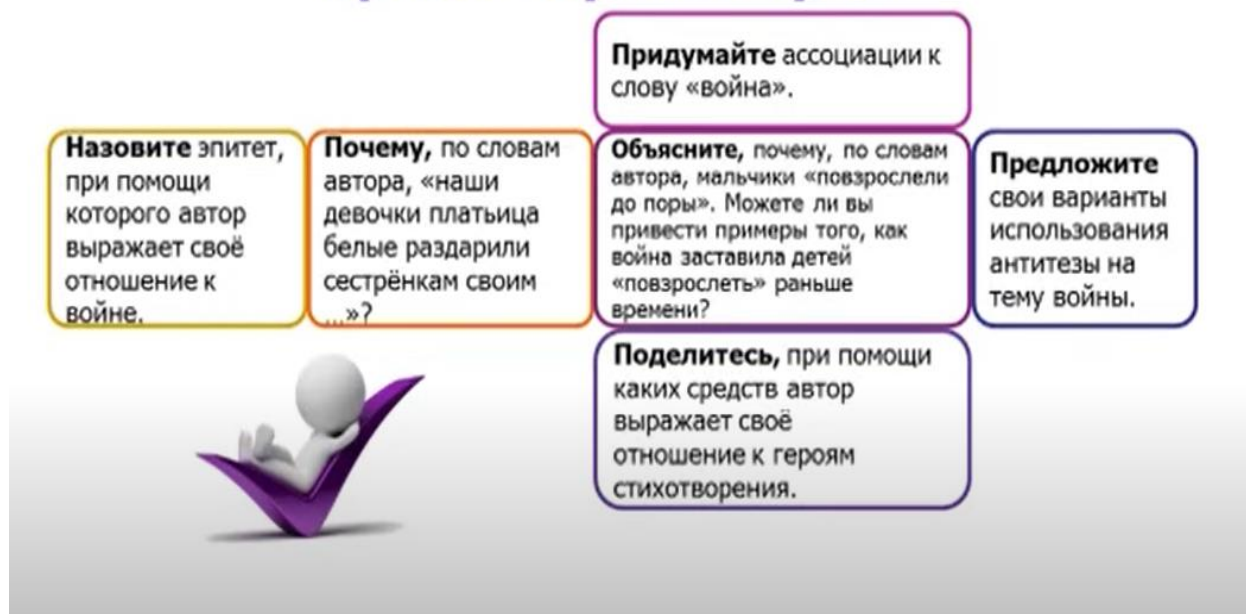 Придумайте ассоциации к
слову «война».
Назовите эпитет,
при помощи
которого автор
выражает своё
отношение к
войне.
Почему, по словам
автора, «наши
девочки платьица
белые раздарили
сестрёнкам своим
...»?
Объясните, почему, по словам
автора, мальчики «повзрослели
до поры». Можете ли вы
привести примеры того, как
война заставила детей
«повзрослеть» раньше
времени?
Предложите
свои варианты
использования
антитезы на
тему войны.
Поделитесь, при помощи
каких средств автор
выражает своё
отношение к героям
стихотворения.